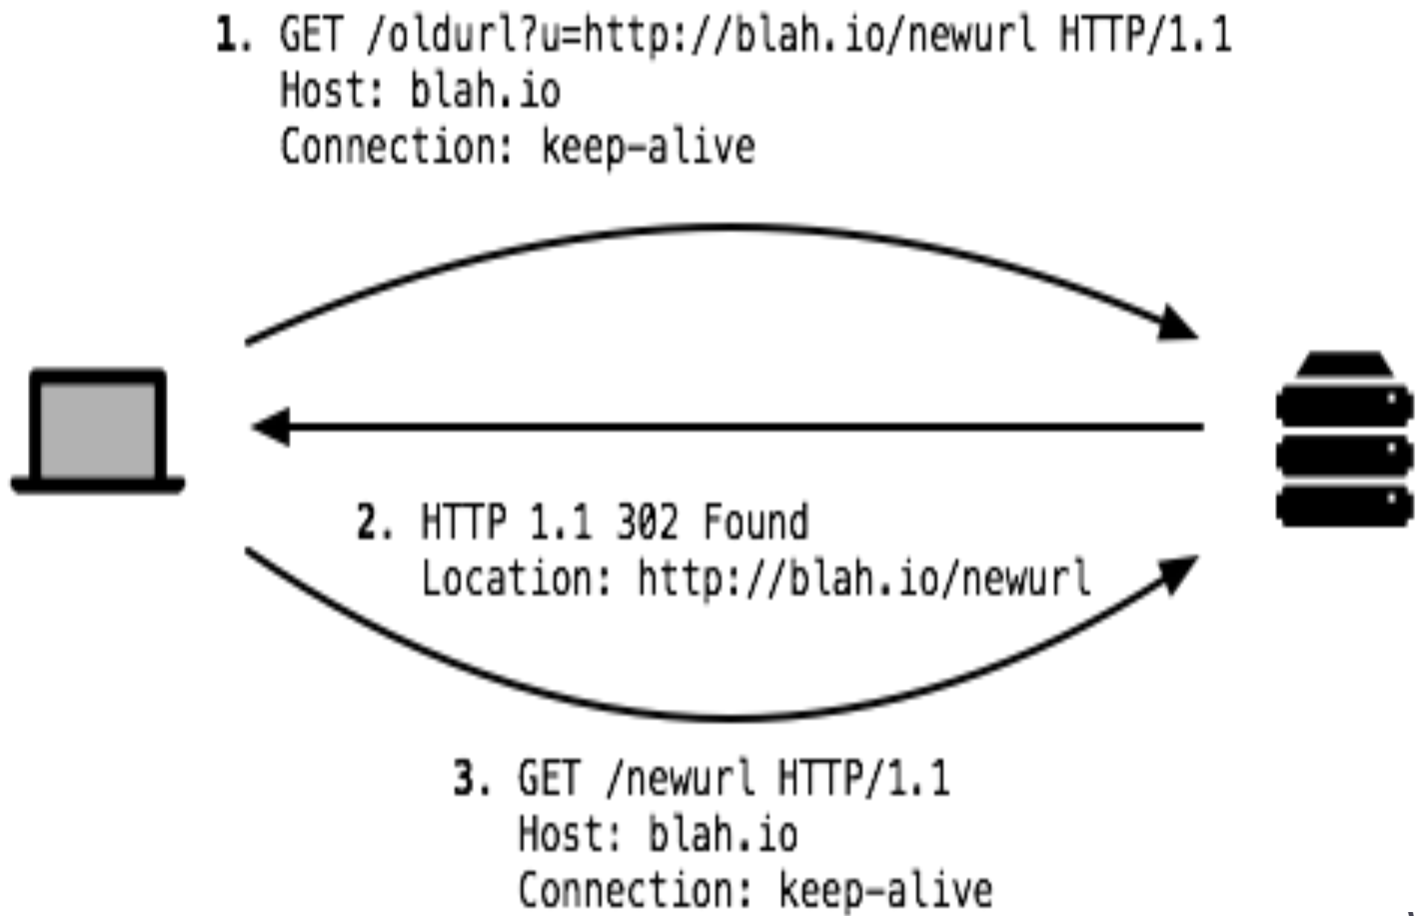 1. GET /oldurl?u=http://blah.io/newurl HTTP/1.1
Host: blah.io
Connection: keep-alive
2. HTTP 1.1 302 Found
Location: http://blah.io/newurl
3. GET /newurl HTTP/1.1
Host: blah.io
Connection: keep-alive